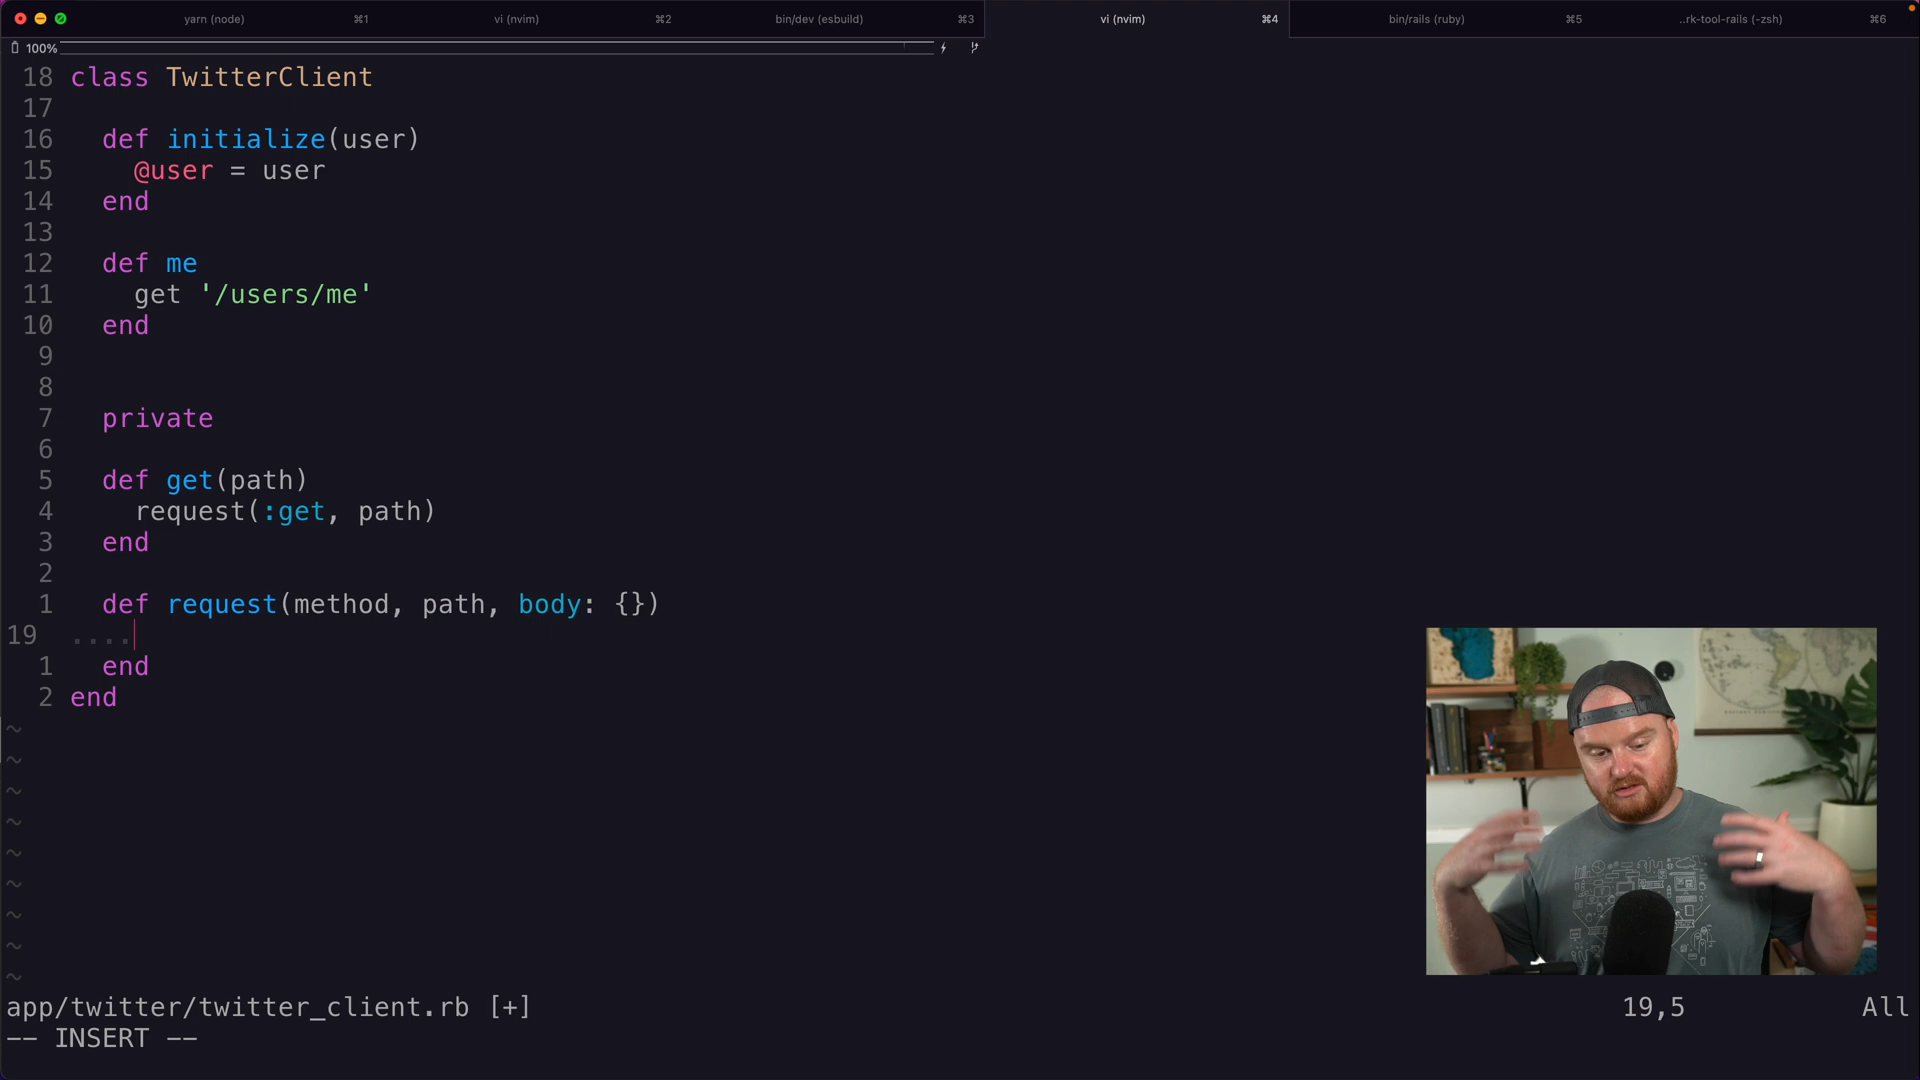 yarn (node) ⌘1 vi (nvim) ⌘2 bin/dev (esbuild) ⌘3 vi (nvim) ⌘4 bin/rails (ruby) ⌘5 ..rk-tool-rails (-zsh) ⌘6
100%
18 class TwitterClient
17
16 def initialize(user)
15 @user = user
14 end
13
12 def me
11 get '/users/me'
10 end
9
8
7 private
6
5 def get(path)
4 request(:get, path)
3 end
2
1 def request(method, path, body: {})
19 ....
1 end
2 end
~
~
~
~
~
~
~
~
~
app/twitter/twitter_client.rb [+] 19,5 All
-- INSERT --